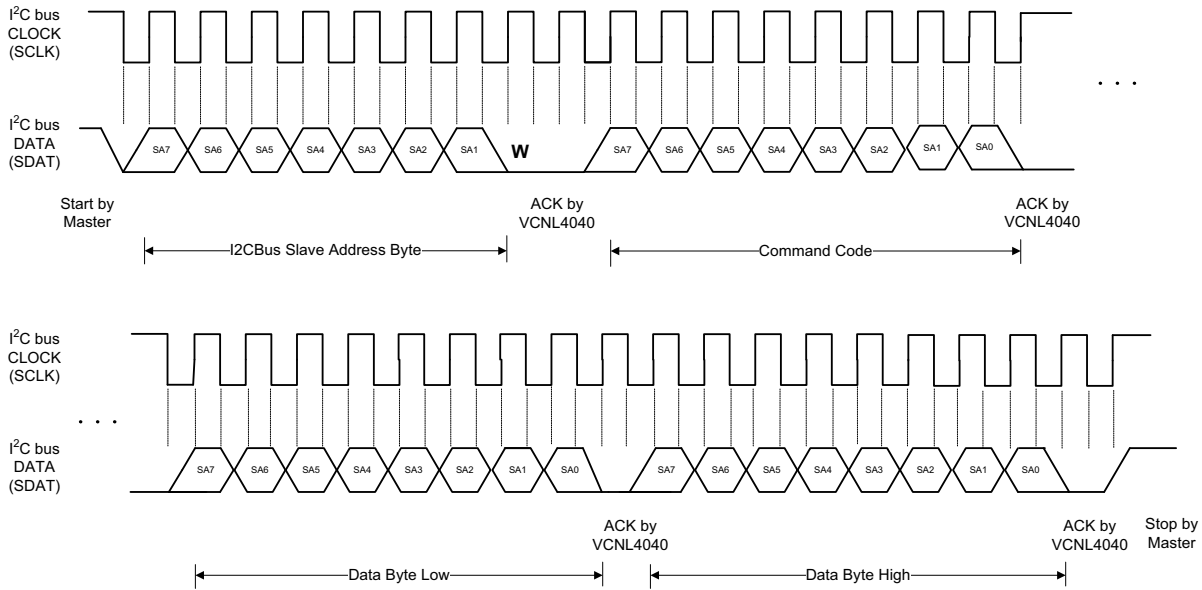 I²C bus
CLOCK
(SCLK)
. . .
I²C bus
DATA
(SDAT)
SA7 SA6 SA5 SA4 SA3 SA2 SA1 W SA7 SA6 SA5 SA4 SA3 SA2 SA1 SA0
Start by
Master
ACK by
VCNL4040
ACK by
VCNL4040
I2CBus Slave Address Byte
Command Code
I²C bus
CLOCK
(SCLK)
. . .
I²C bus
DATA
(SDAT)
SA7 SA6 SA5 SA4 SA3 SA2 SA1 SA0 SA7 SA6 SA5 SA4 SA3 SA2 SA1 SA0
ACK by
VCNL4040
ACK by
VCNL4040
Stop by
Master
Data Byte Low
Data Byte High